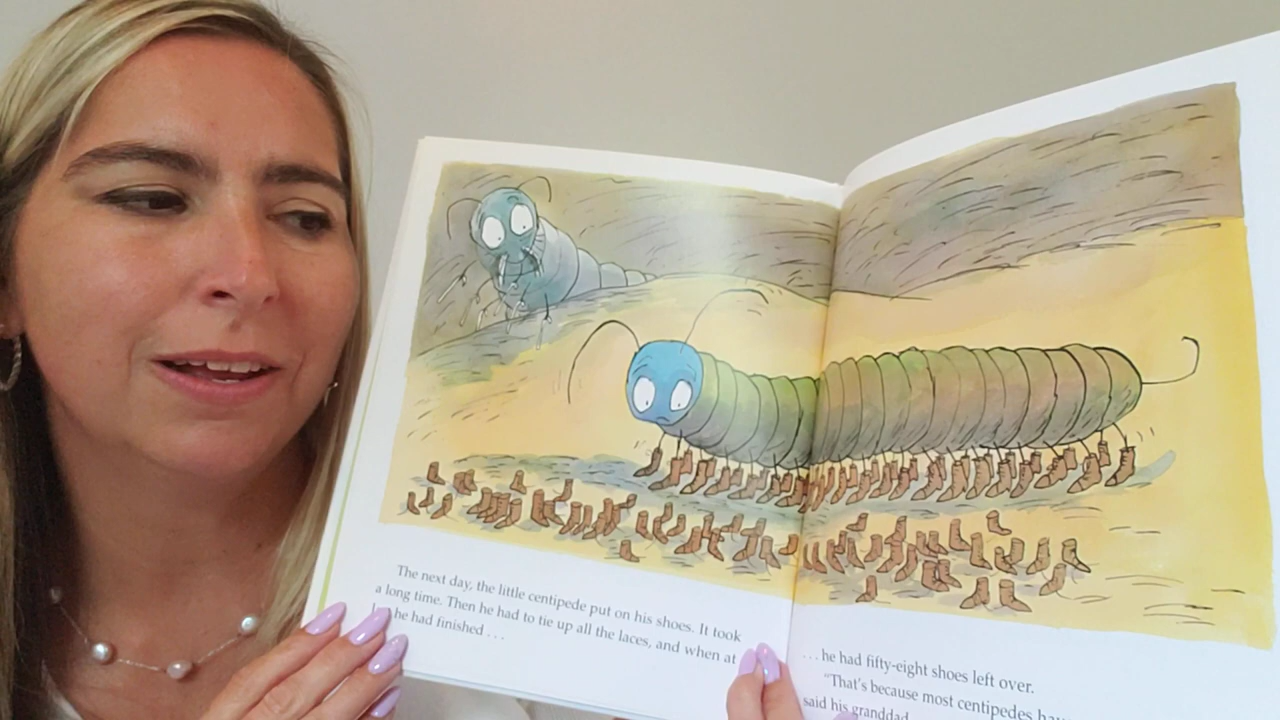 The next day, the little centipede put on his shoes. It took
a long time. Then he had to tie up all the laces, and when at
he had finished . . .
. . . he had fifty-eight shoes left over.
"That's because most centipedes
said his granddad